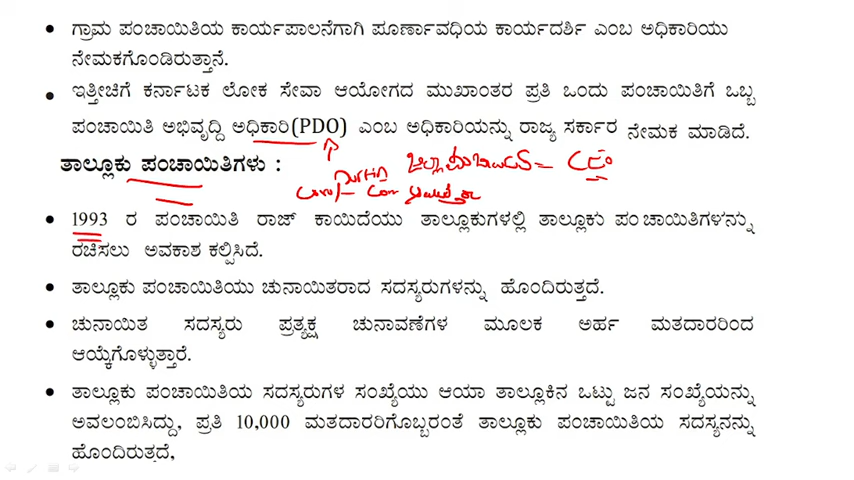 • ಗ್ರಾಮ ಪಂಚಾಯಿತಿಯ ಕಾರ್ಯಪಾಲನೆಗಾಗಿ ಪೂರ್ಣಾವಧಿಯ ಕಾರ್ಯದರ್ಶಿ ಎಂಬ ಅಧಿಕಾರಿಯು
ನೇಮಕಗೊಂಡಿರುತ್ತಾನೆ.
• ಇತ್ತೀಚಿಗೆ ಕರ್ನಾಟಕ ಲೋಕ ಸೇವಾ ಆಯೋಗದ ಮುಖಾಂತರ ಪ್ರತಿ ಒಂದು ಪಂಚಾಯಿತಿಗೆ ಒಬ್ಬ
ಪಂಚಾಯಿತಿ ಅಭಿವೃದ್ದಿ ಅಧಿಕಾರಿ(PDO) ಎಂಬ ಅಧಿಕಾರಿಯನ್ನು ರಾಜ್ಯ ಸರ್ಕಾರ ನೇಮಕ ಮಾಡಿದೆ.
ತಾಲ್ಲೂಕು ಪಂಚಾಯಿತಿಗಳು :
= CEO
• 1993 ರ ಪಂಚಾಯಿತಿ ರಾಜ್ ಕಾಯಿದೆಯು ತಾಲ್ಲೂಕುಗಳಲ್ಲಿ ತಾಲ್ಲೂಕು ಪಂಚಾಯಿತಿಗಳನ್ನು
ರಚಿಸಲು ಅವಕಾಶ ಕಲ್ಪಿಸಿದೆ.
• ತಾಲ್ಲೂಕು ಪಂಚಾಯಿತಿಯು ಚುನಾಯಿತರಾದ ಸದಸ್ಯರುಗಳನ್ನು ಹೊಂದಿರುತ್ತದೆ.
• ಚುನಾಯಿತ ಸದಸ್ಯರು ಪ್ರತ್ಯಕ್ಷ ಚುನಾವಣೆಗಳ ಮೂಲಕ ಅರ್ಹ ಮತದಾರರಿಂದ
ಆಯ್ಕೆಗೊಳ್ಳುತ್ತಾರೆ.
• ತಾಲ್ಲೂಕು ಪಂಚಾಯಿತಿಯ ಸದಸ್ಯರುಗಳ ಸಂಖ್ಯೆಯು ಆಯಾ ತಾಲ್ಲೂಕಿನ ಒಟ್ಟು ಜನ ಸಂಖ್ಯೆಯನ್ನು
ಅವಲಂಬಿಸಿದ್ದು, ಪ್ರತಿ 10,000 ಮತದಾರರಿಗೊಬ್ಬರಂತೆ ತಾಲ್ಲೂಕು ಪಂಚಾಯಿತಿಯ ಸದಸ್ಯನನ್ನು
ಹೊಂದಿರುತ್ತದೆ,